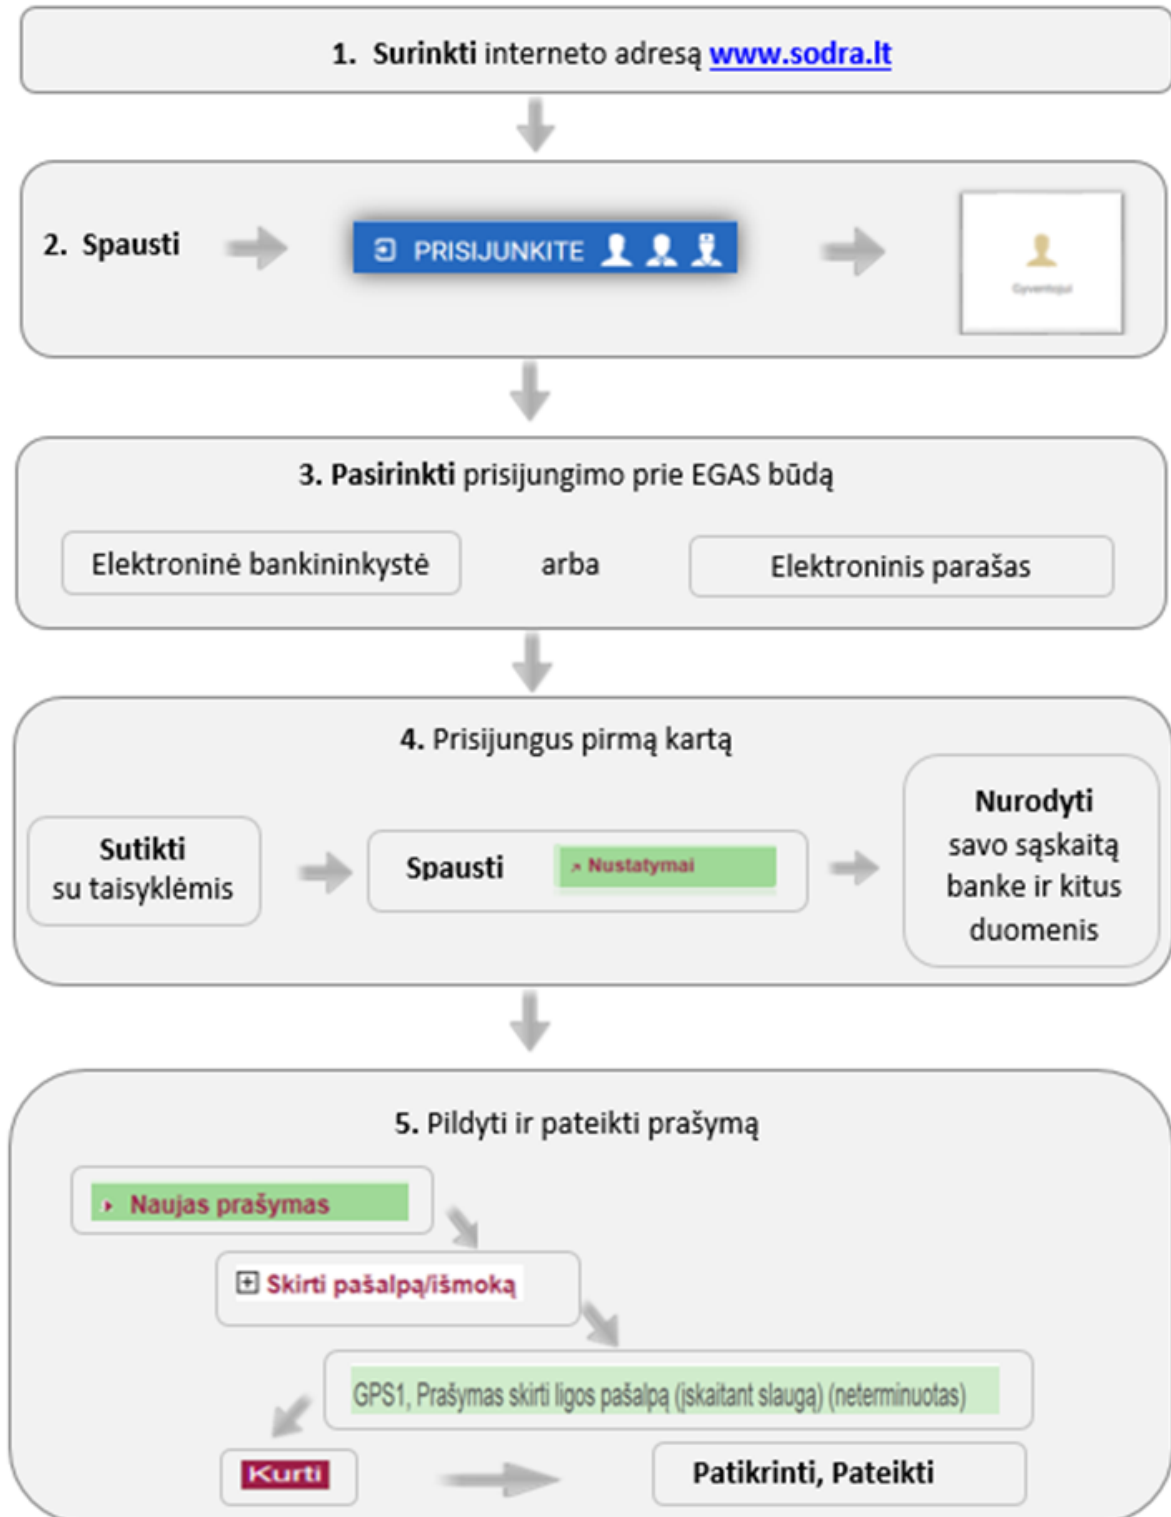 1. Surinkti interneto adresą www.sodra.lt
2. Spausti
PRISIJUNKITE
Gyventojui
3. Pasirinkti prisijungimo prie EGAS būdą
Elektroninė bankininkystė
arba
Elektroninis parašas
4. Prisijungus pirmą kartą
Sutikti
su taisyklėmis
Spausti
Nustatymai
Nurodyti
savo sąskaitą
banke ir kitus
duomenis
5. Pildyti ir pateikti prašymą
Naujas prašymas
Skirti pašalpą/išmoką
GPS1, Prašymas skirti ligos pašalpą (įskaitant slaugą) (neterminuotas)
Kurti
Patikrinti, Pateikti